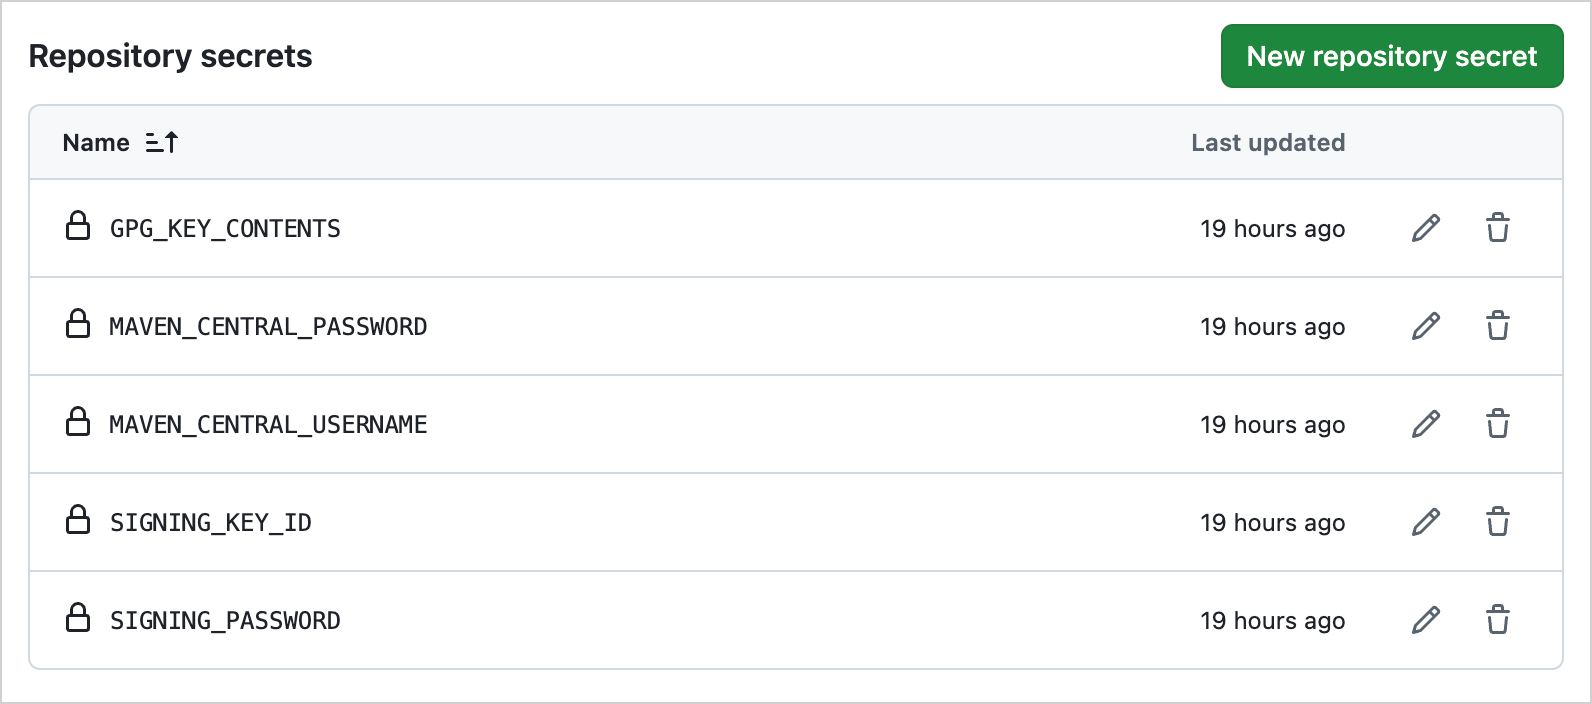 Repository secrets
New repository secret
Name
Last updated
GPG_KEY_CONTENTS
19 hours ago
MAVEN_CENTRAL_PASSWORD
19 hours ago
MAVEN_CENTRAL_USERNAME
19 hours ago
SIGNING_KEY_ID
19 hours ago
SIGNING_PASSWORD
19 hours ago